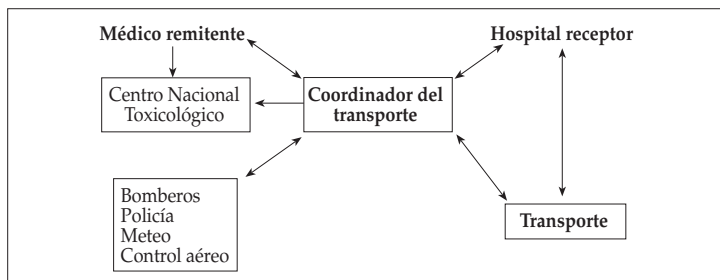 Médico remitente
Hospital receptor
Centro Nacional
Toxicológico
Coordinador del
transporte
Bomberos
Policía
Meteo
Control aéreo
Transporte